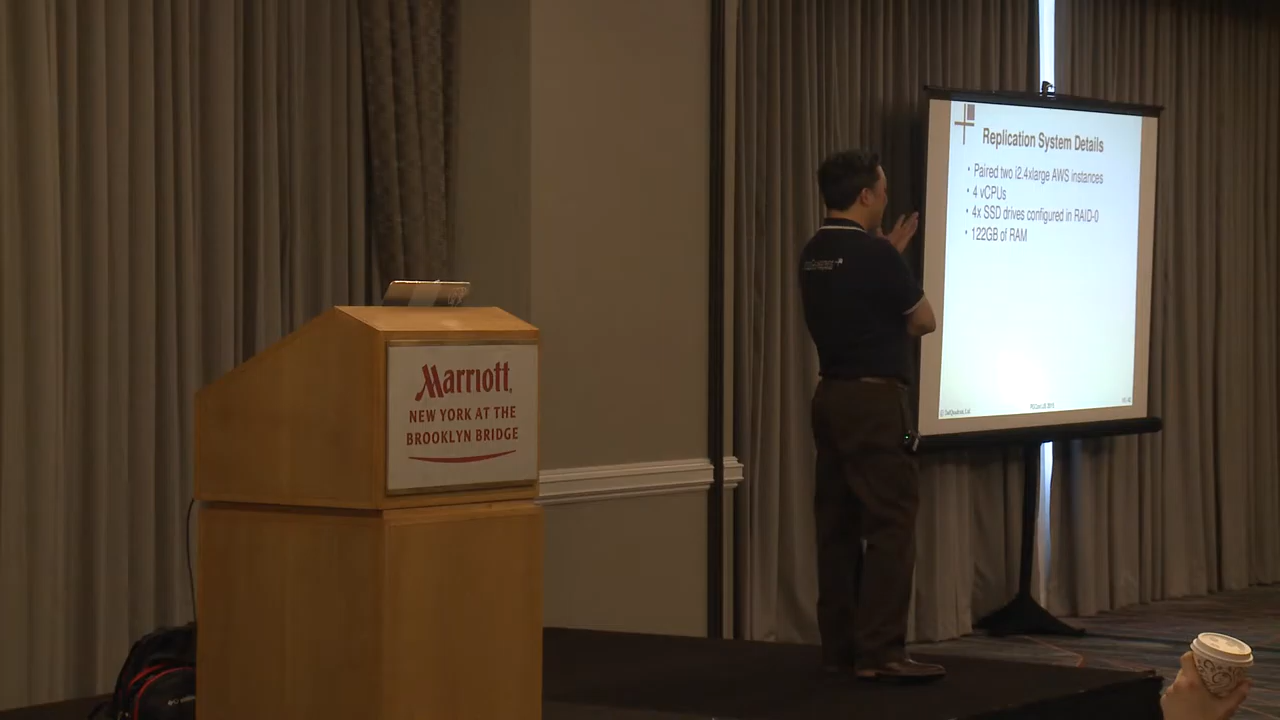 Replication System Details
• Paired two i2.4xlarge AWS instances
• 4 vCPUs
• 4x SSD drives configured in RAID-0
• 122GB of RAM
Marriott
NEW YORK AT THE
BROOKLYN BRIDGE